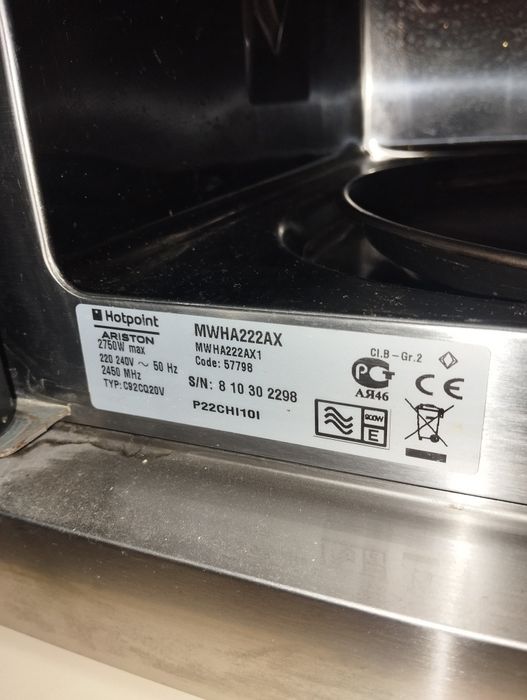 Hotpoint
ARISTON
2750W max
220 240V ~ 50 Hz
2450 MHz
TYP: C92CQ20V
MWHA222AX
MWHA222AX1
Code: 57798
S/N: 8 10 30 2298
P22CHI10I
Cl.B - Gr.2
РСТ
АЯ46
CE
900W
E